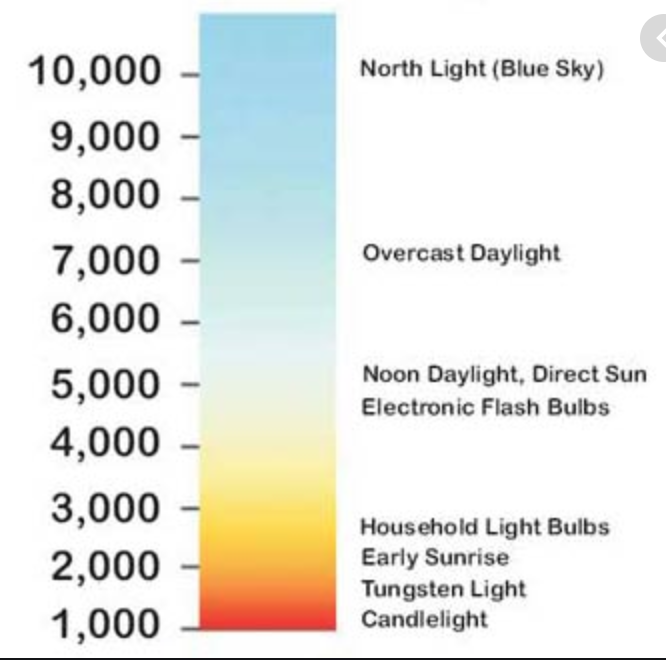 10,000 North Light (Blue Sky)
9,000
8,000
7,000 Overcast Daylight
6,000
5,000 Noon Daylight, Direct Sun
Electronic Flash Bulbs
4,000
3,000
Household Light Bulbs
2,000 Early Sunrise
Tungsten Light
1,000 Candlelight